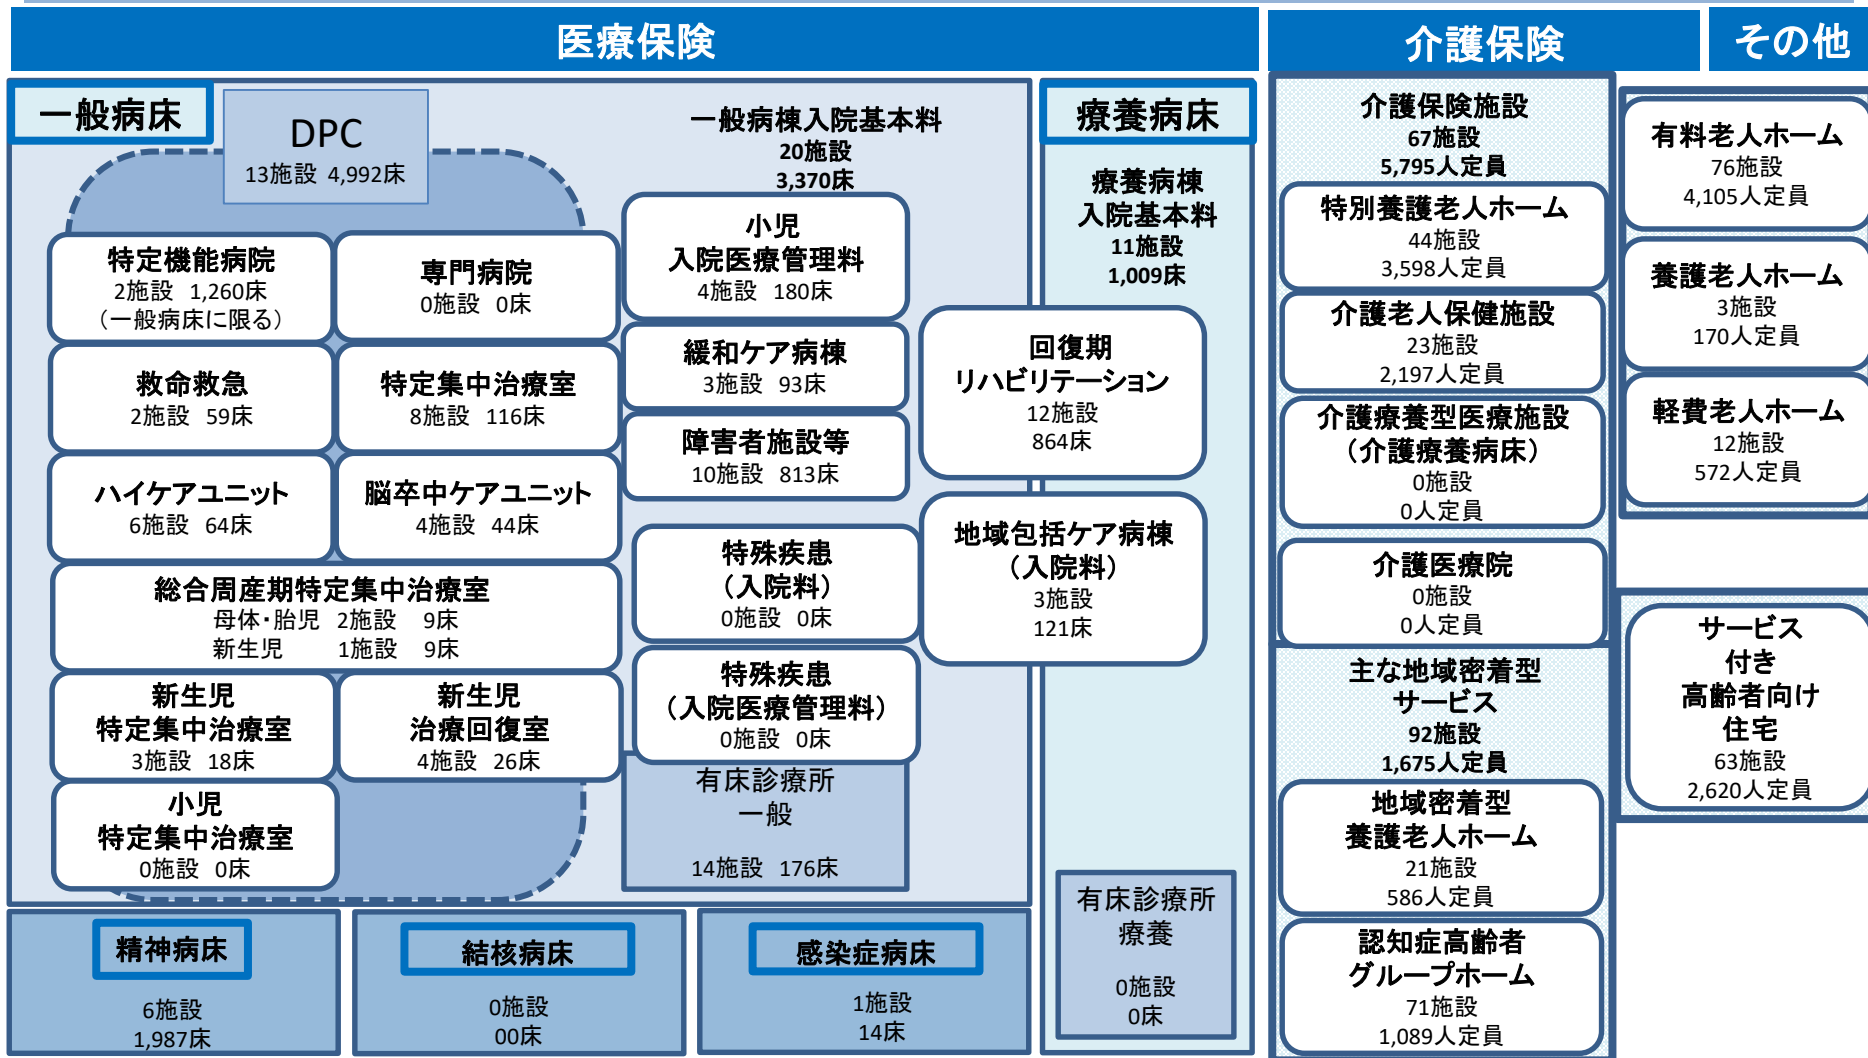 医療保険
介護保険
その他
一般病床
DPC
13施設 4,992床
一般病棟入院基本料
20施設
3,370床
特定機能病院
2施設 1,260床
（一般病床に限る）
専門病院
0施設 0床
救命救急
2施設 59床
特定集中治療室
8施設 116床
ハイケアユニット
6施設 64床
脳卒中ケアユニット
4施設 44床
総合周産期特定集中治療室
母体・胎児 2施設 9床
新生児 1施設 9床
新生児
特定集中治療室
3施設 18床
新生児
治療回復室
4施設 26床
小児
特定集中治療室
0施設 0床
小児
入院医療管理料
4施設 180床
緩和ケア病棟
3施設 93床
障害者施設等
10施設 813床
特殊疾患
（入院料）
0施設 0床
特殊疾患
（入院医療管理料）
0施設 0床
有床診療所
一般
14施設 176床
療養病床
療養病棟
入院基本料
11施設
1,009床
回復期
リハビリテーション
12施設
864床
地域包括ケア病棟
（入院料）
3施設
121床
有床診療所
療養
0施設
0床
精神病床
6施設
1,987床
結核病床
0施設
00床
感染症病床
1施設
14床
介護保険施設
67施設
5,795人定員
特別養護老人ホーム
44施設
3,598人定員
介護老人保健施設
23施設
2,197人定員
介護療養型医療施設
（介護療養病床）
0施設
0人定員
介護医療院
0施設
0人定員
主な地域密着型
サービス
92施設
1,675人定員
地域密着型
養護老人ホーム
21施設
586人定員
認知症高齢者
グループホーム
71施設
1,089人定員
有料老人ホーム
76施設
4,105人定員
養護老人ホーム
3施設
170人定員
軽費老人ホーム
12施設
572人定員
サービス
付き
高齢者向け
住宅
63施設
2,620人定員